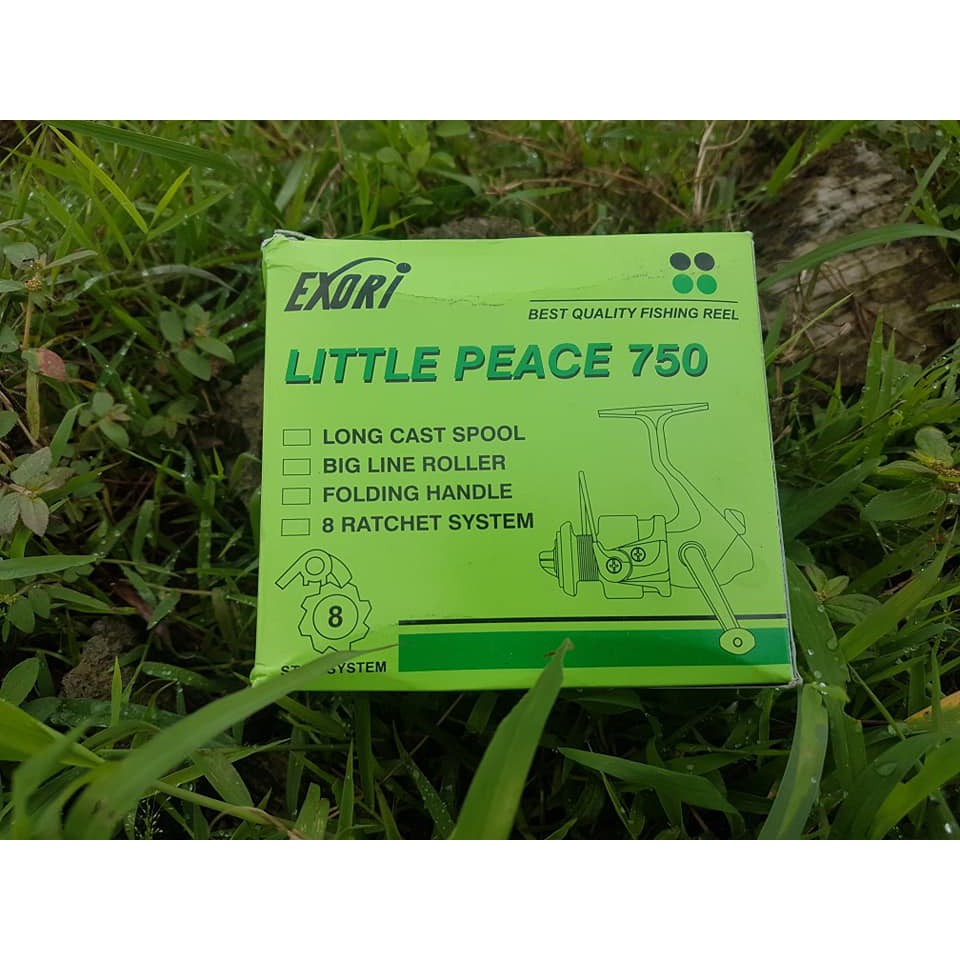 EXORI
BEST QUALITY FISHING REEL
LITTLE PEACE 750
LONG CAST SPOOL
BIG LINE ROLLER
FOLDING HANDLE
8 RATCHET SYSTEM
8
SYSTEM